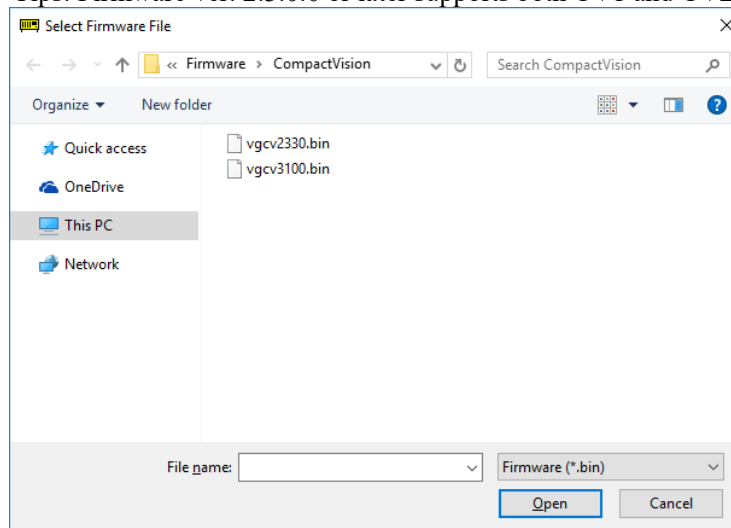 Select Firmware File
« Firmware > CompactVision
Search CompactVision
Organize
New folder
Quick access
OneDrive
This PC
Network
vgcv2330.bin
vgcv3100.bin
File name:
Firmware (*.bin)
Open
Cancel